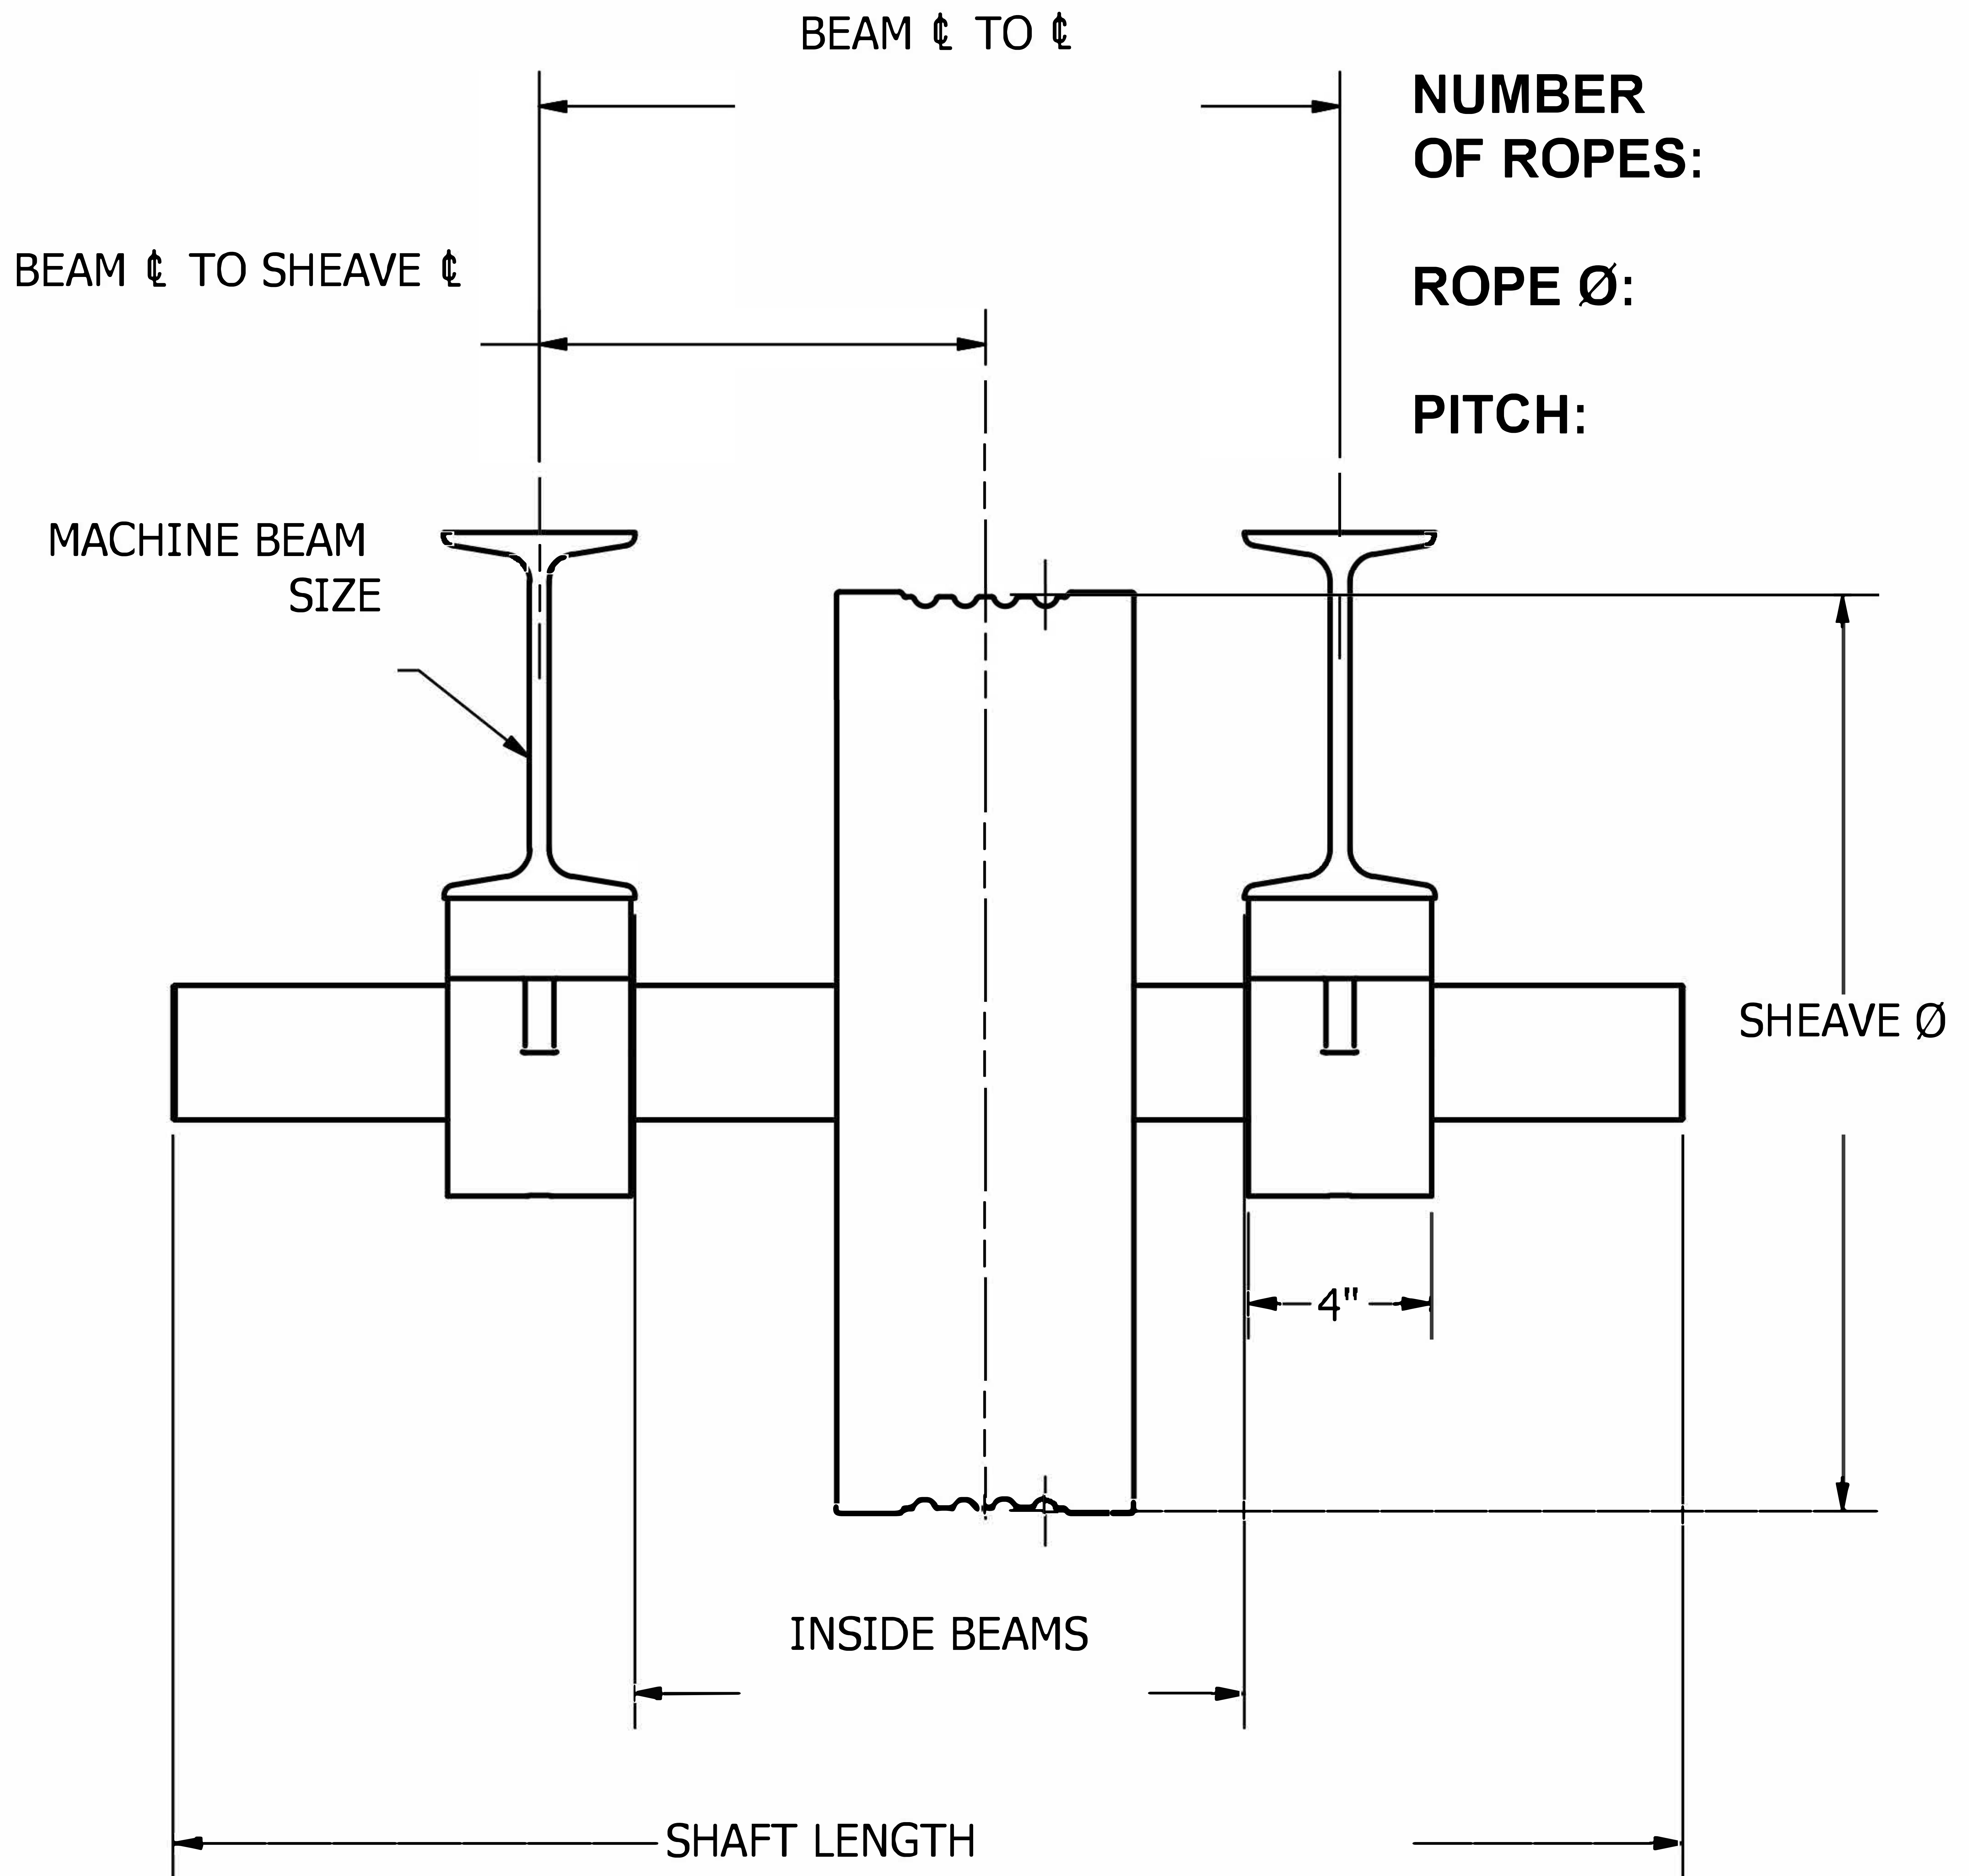 BEAM ℄ TO ℄
NUMBER
OF ROPES:
BEAM ℄ TO SHEAVE ℄
ROPE Ø:
PITCH:
MACHINE BEAM
SIZE
SHEAVE Ø
4"
INSIDE BEAMS
SHAFT LENGTH